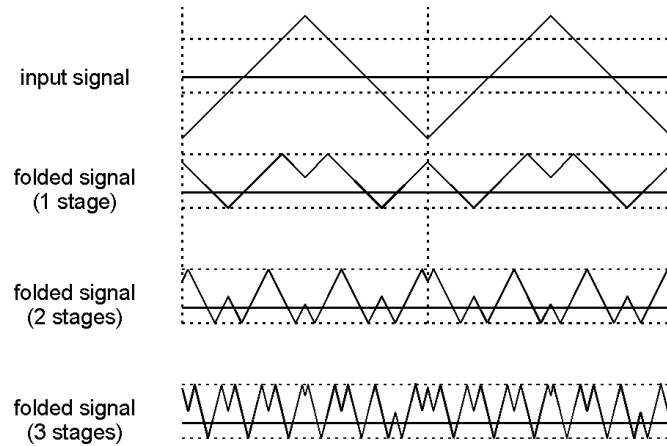 input signal
folded signal
(1 stage)
folded signal
(2 stages)
folded signal
(3 stages)